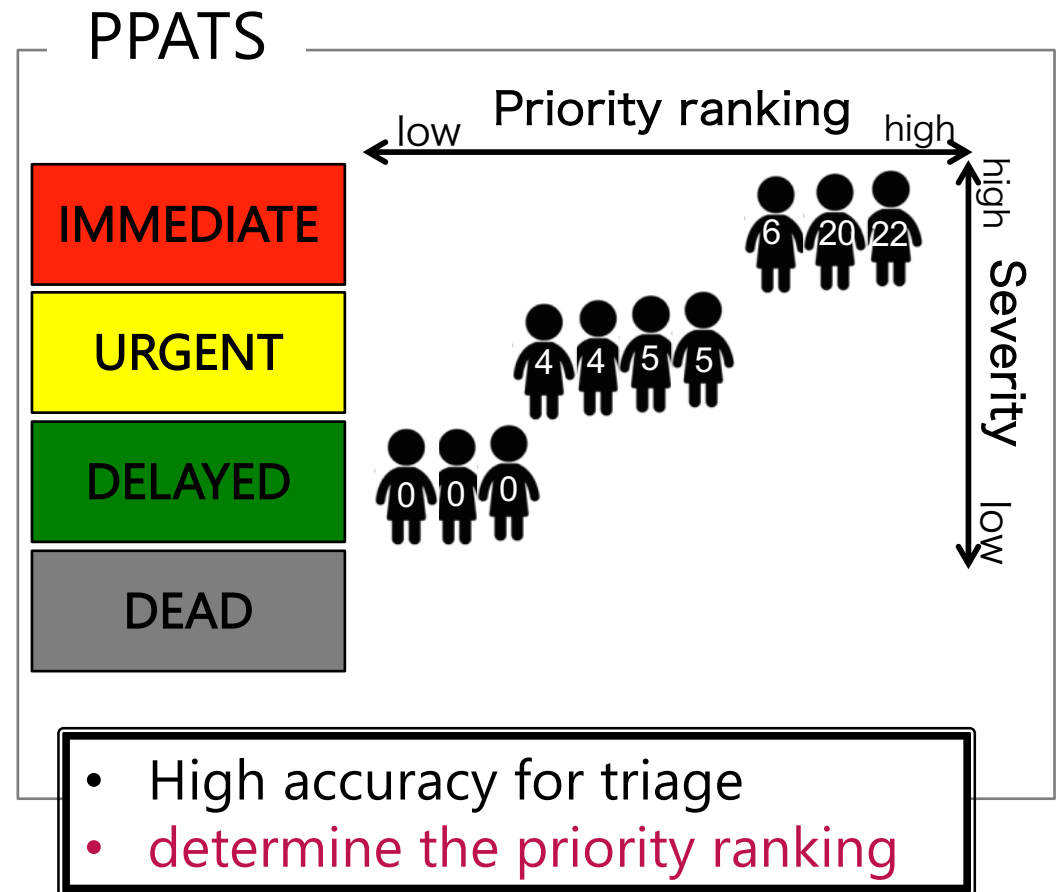 PPATS
Priority ranking
low
high
high
Severity
low
IMMEDIATE
6 20 22
URGENT
4 4 5 5
DELAYED
0 0 0
DEAD
• High accuracy for triage
• determine the priority ranking